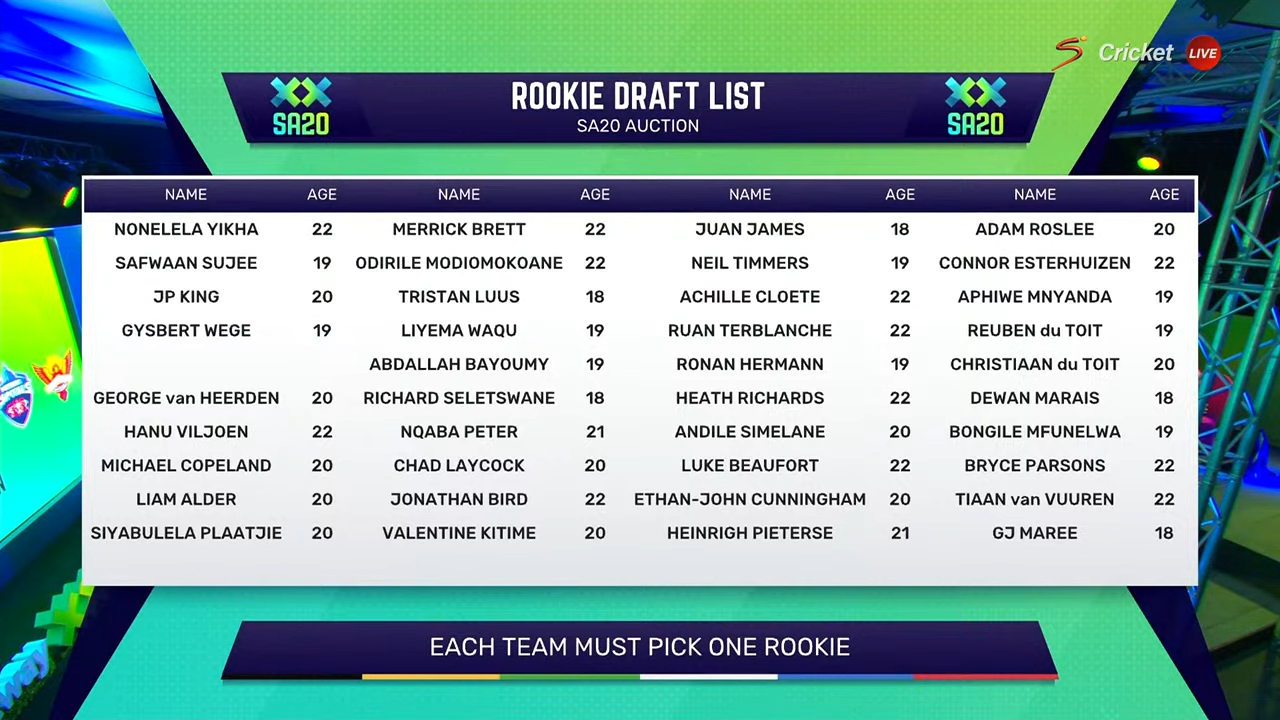 Cricket LIVE
ROOKIE DRAFT LIST
SA20 SA20
SA20 AUCTION
NAME AGE NAME AGE NAME AGE NAME AGE
NONELELA YIKHA 22 MERRICK BRETT 22 JUAN JAMES 18 ADAM ROSLEE 20
SAFWAAN SUJEE 19 ODIRILE MODIOMOKOANE 22 NEIL TIMMERS 19 CONNOR ESTERHUIZEN 22
JP KING 20 TRISTAN LUUS 18 ACHILLE CLOETE 22 APHIWE MNYANDA 19
GYSBERT WEGE 19 LIYEMA WAQU 19 RUAN TERBLANCHE 22 REUBEN du TOIT 19
ABDALLAH BAYOUMY 19 RONAN HERMANN 19 CHRISTIAAN du TOIT 20
GEORGE van HEERDEN 20 RICHARD SELETSWANE 18 HEATH RICHARDS 22 DEWAN MARAIS 18
HANU VILJOEN 22 NQABA PETER 21 ANDILE SIMELANE 20 BONGILE MFUNELWA 19
MICHAEL COPELAND 20 CHAD LAYCOCK 20 LUKE BEAUFORT 22 BRYCE PARSONS 22
LIAM ALDER 20 JONATHAN BIRD 22 ETHAN-JOHN CUNNINGHAM 20 TIAAN van VUUREN 22
SIYABULELA PLAATJIE 20 VALENTINE KITIME 20 HEINRIGH PIETERSE 21 GJ MAREE 18
EACH TEAM MUST PICK ONE ROOKIE
way